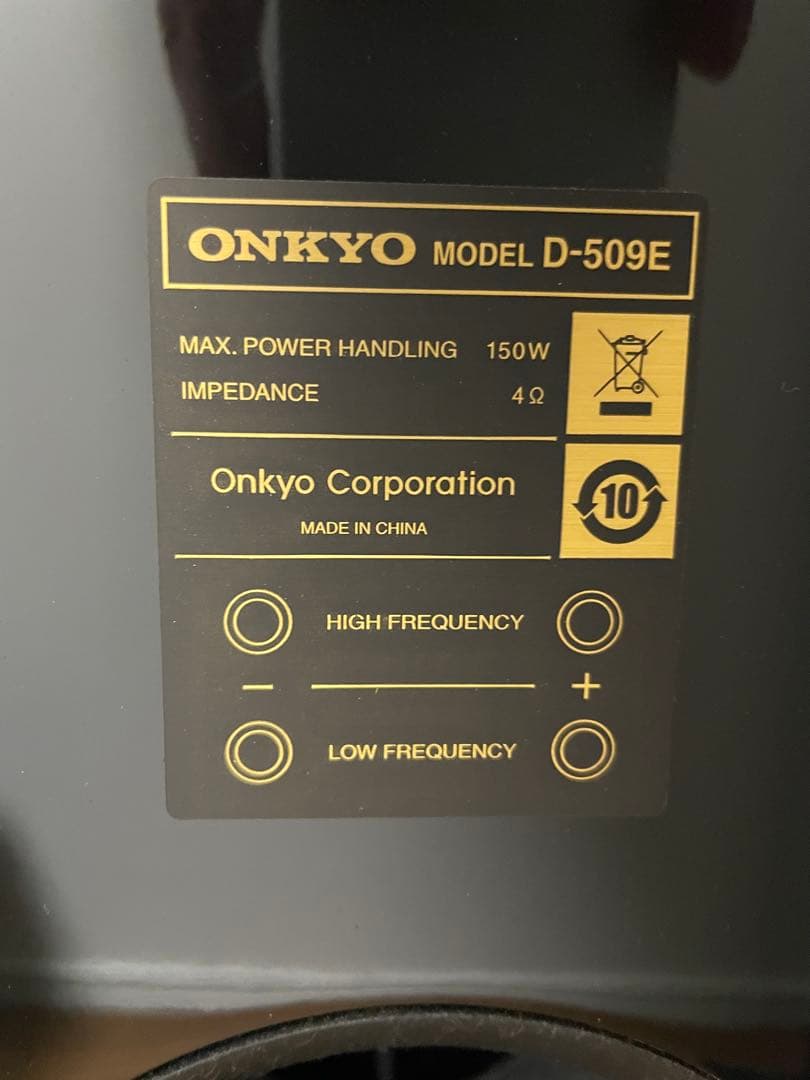 ONKYO MODEL D-509E
MAX. POWER HANDLING 150W
IMPEDANCE 4Ω
Onkyo Corporation
MADE IN CHINA
10
HIGH FREQUENCY
− +
LOW FREQUENCY